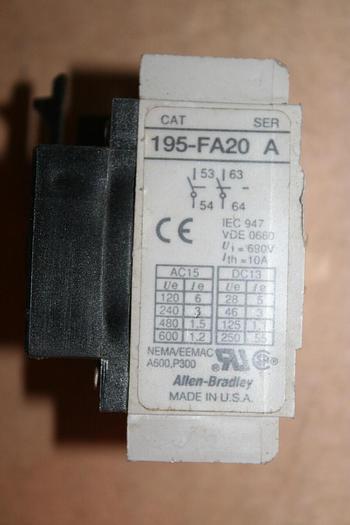 CAT SER
195-FA20 A
53 63
54 64
CE
IEC 947
VDE 0660
Ui = 690V
Ith = 10A
AC15 DC13
Ue Ie Ue Ie
120 6 28 5
240 3 46 3
480 1.5 125 1.1
600 1.2 250 .55
NEMA/EEMAC
A600,P300
Allen-Bradley
MADE IN U.S.A.